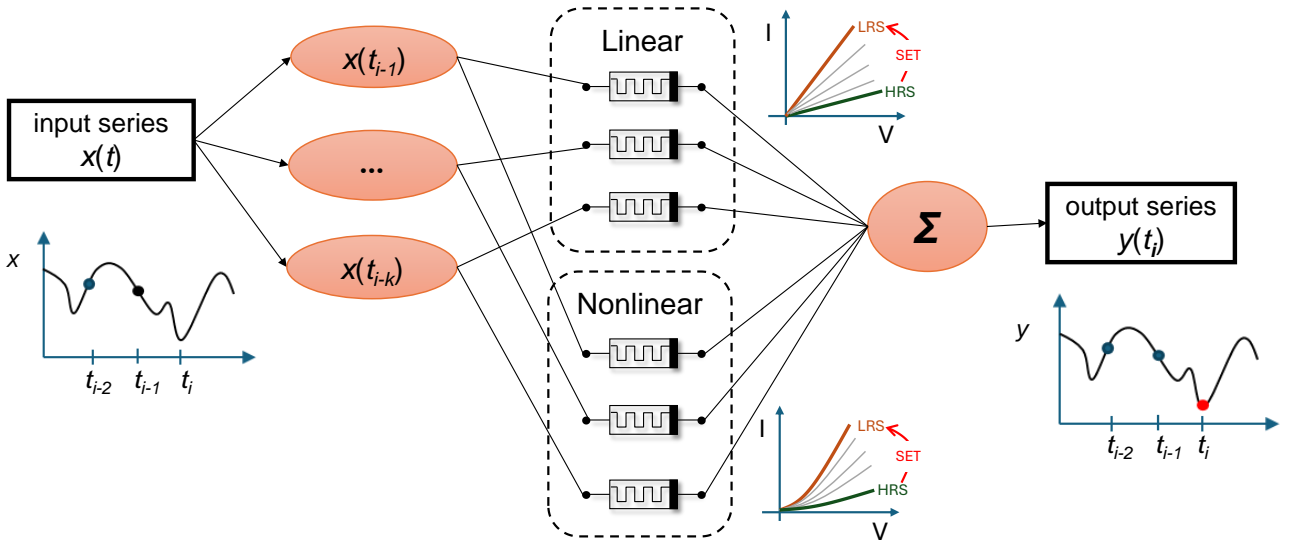 input series
x(t)
x(t_{i-1})
...
x(t_{i-k})
Linear
Nonlinear
I
LRS
SET
HRS
V
Σ
output series
y(t_i)
x
t_{i-2}
t_{i-1}
t_i
I
LRS
SET
HRS
V
y
t_{i-2}
t_{i-1}
t_i